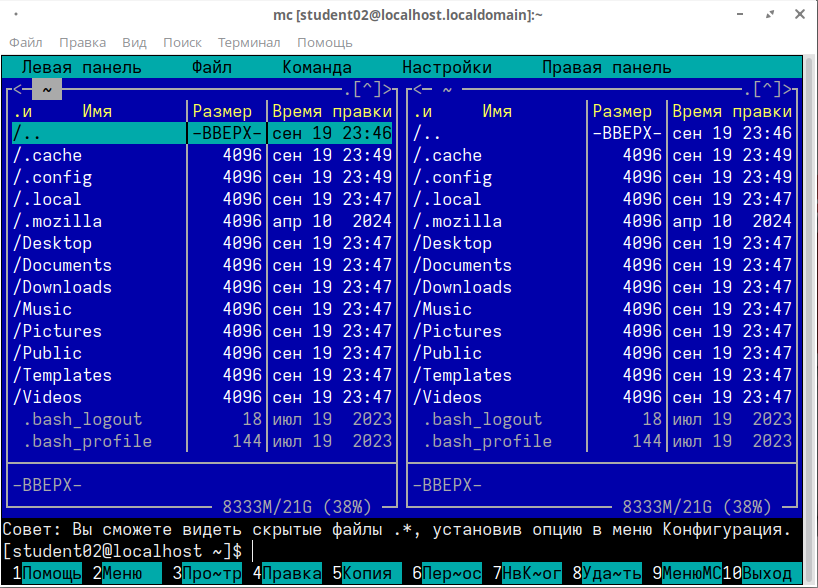 mc [student02@localhost.localdomain]:~
Файл Правка Вид Поиск Терминал Помощь
Левая панель Файл Команда Настройки Правая панель
<- ~ .[^]> <- ~ .[^]>
.и Имя Размер Время правки .и Имя Размер Время правки
/.. -ВВЕРХ- сен 19 23:46 /.. -ВВЕРХ- сен 19 23:46
/.cache 4096 сен 19 23:49 /.cache 4096 сен 19 23:49
/.config 4096 сен 19 23:49 /.config 4096 сен 19 23:49
/.local 4096 сен 19 23:47 /.local 4096 сен 19 23:47
/.mozilla 4096 апр 10 2024 /.mozilla 4096 апр 10 2024
/Desktop 4096 сен 19 23:47 /Desktop 4096 сен 19 23:47
/Documents 4096 сен 19 23:47 /Documents 4096 сен 19 23:47
/Downloads 4096 сен 19 23:47 /Downloads 4096 сен 19 23:47
/Music 4096 сен 19 23:47 /Music 4096 сен 19 23:47
/Pictures 4096 сен 19 23:47 /Pictures 4096 сен 19 23:47
/Public 4096 сен 19 23:47 /Public 4096 сен 19 23:47
/Templates 4096 сен 19 23:47 /Templates 4096 сен 19 23:47
/Videos 4096 сен 19 23:47 /Videos 4096 сен 19 23:47
.bash_logout 18 июл 19 2023 .bash_logout 18 июл 19 2023
.bash_profile 144 июл 19 2023 .bash_profile 144 июл 19 2023
-ВВЕРХ- -ВВЕРХ-
8333M/21G (38%) 8333M/21G (38%)
Совет: Вы сможете видеть скрытые файлы .*, установив опцию в меню Конфигурация.
[student02@localhost ~]$
1Помощь 2Меню 3Про~тр 4Правка 5Копия 6Пер~ос 7НвК~ог 8Уда~ть 9МенюMC 10Выход